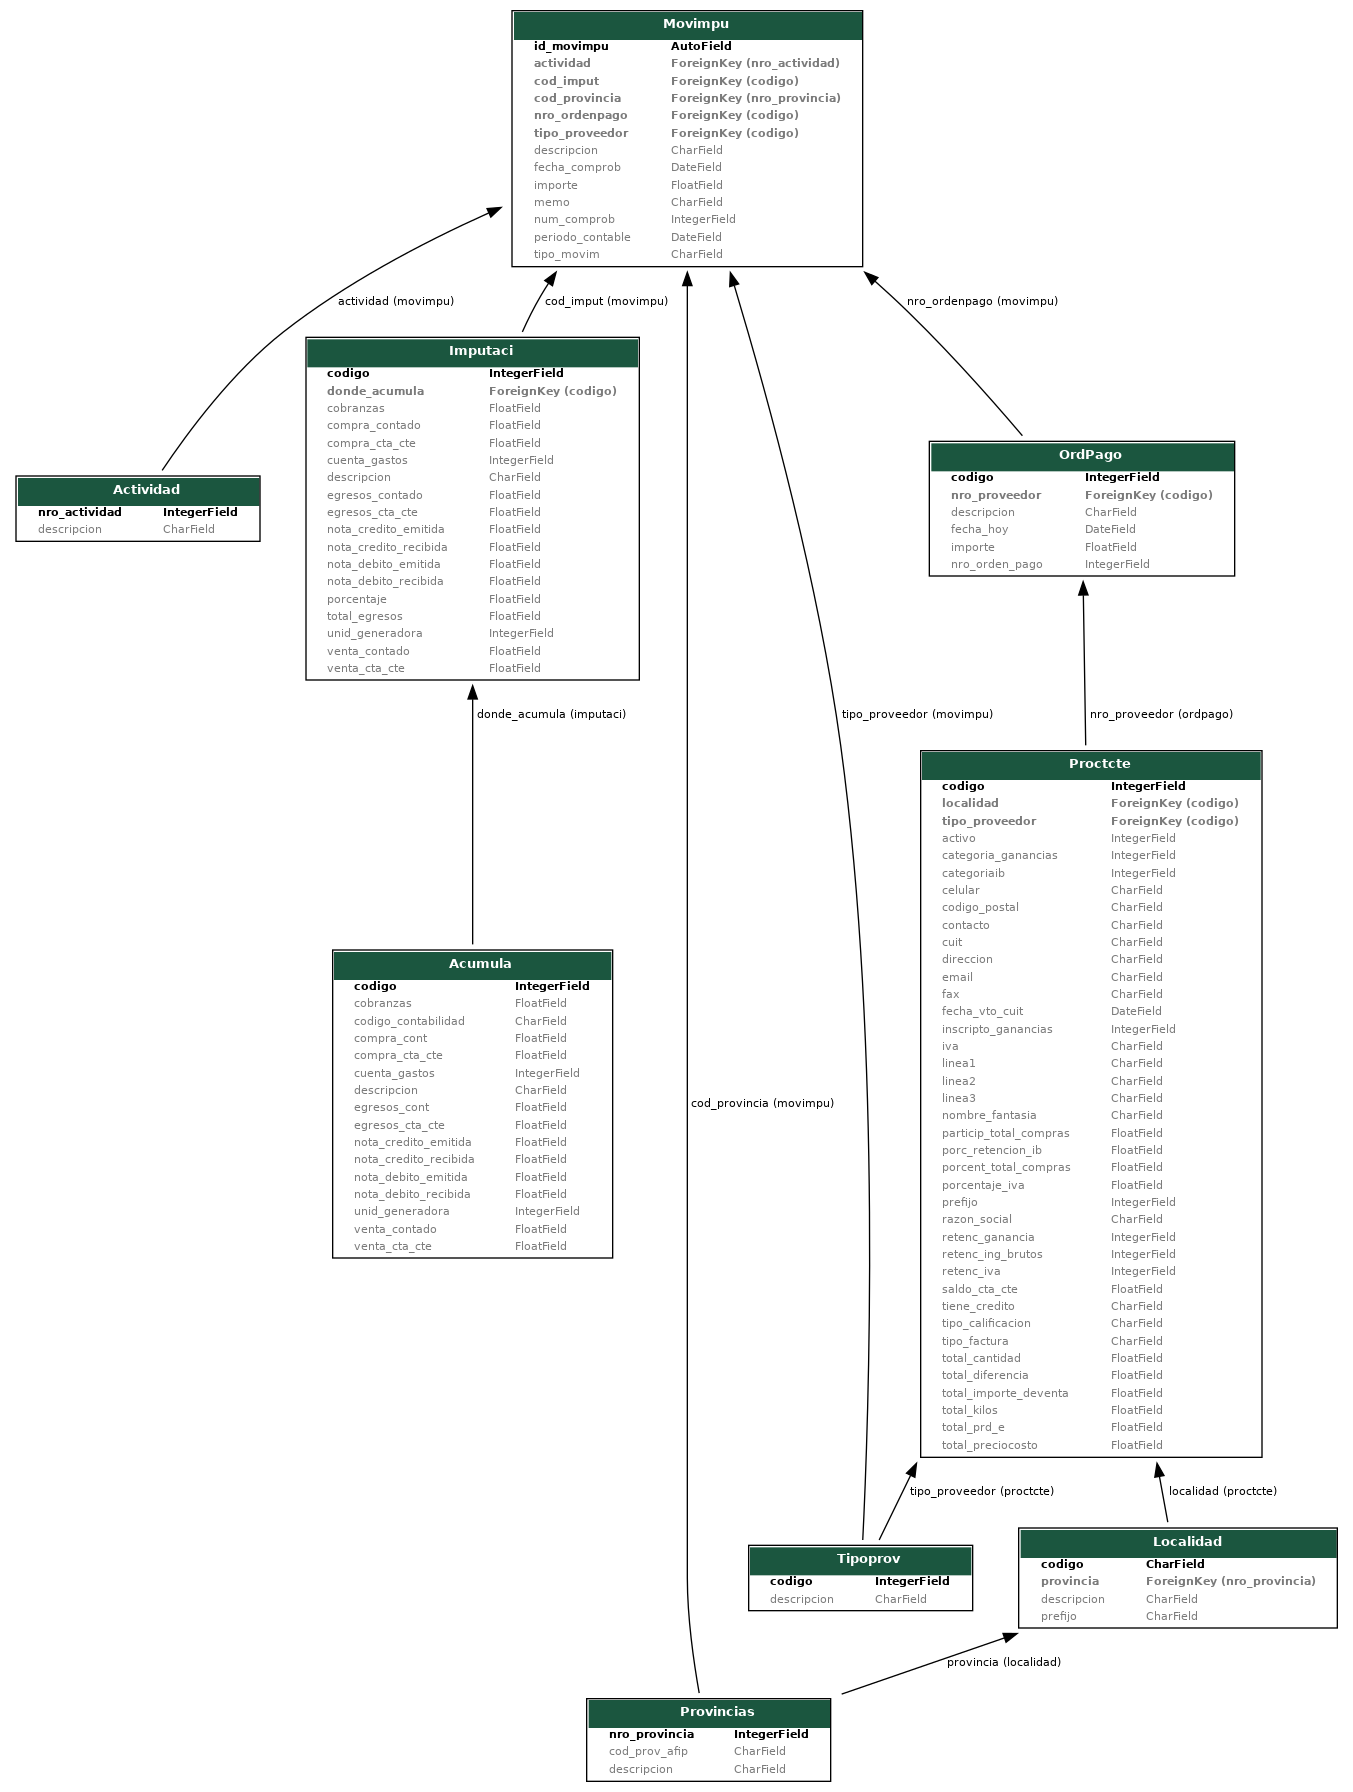 Movimpu
id_movimpu AutoField
actividad ForeignKey (nro_actividad)
cod_imput ForeignKey (codigo)
cod_provincia ForeignKey (nro_provincia)
nro_ordenpago ForeignKey (codigo)
tipo_proveedor ForeignKey (codigo)
descripcion CharField
fecha_comprob DateField
importe FloatField
memo CharField
num_comprob IntegerField
periodo_contable DateField
tipo_movim CharField
actividad (movimpu)
cod_imput (movimpu)
nro_ordenpago (movimpu)
Imputaci
codigo IntegerField
donde_acumula ForeignKey (codigo)
cobranzas FloatField
compra_contado FloatField
compra_cta_cte FloatField
cuenta_gastos IntegerField
descripcion CharField
egresos_contado FloatField
egresos_cta_cte FloatField
nota_credito_emitida FloatField
nota_credito_recibida FloatField
nota_debito_emitida FloatField
nota_debito_recibida FloatField
porcentaje FloatField
total_egresos FloatField
unid_generadora IntegerField
venta_contado FloatField
venta_cta_cte FloatField
Actividad
nro_actividad IntegerField
descripcion CharField
OrdPago
codigo IntegerField
nro_proveedor ForeignKey (codigo)
descripcion CharField
fecha_hoy DateField
importe FloatField
nro_orden_pago IntegerField
donde_acumula (imputaci)
tipo_proveedor (movimpu)
nro_proveedor (ordpago)
Proctcte
codigo IntegerField
localidad ForeignKey (codigo)
tipo_proveedor ForeignKey (codigo)
activo IntegerField
categoria_ganancias IntegerField
categoriaib IntegerField
celular CharField
codigo_postal CharField
contacto CharField
cuit CharField
direccion CharField
email CharField
fax CharField
fecha_vto_cuit DateField
inscripto_ganancias IntegerField
iva CharField
linea1 CharField
linea2 CharField
linea3 CharField
nombre_fantasia CharField
particip_total_compras FloatField
porc_retencion_ib FloatField
porcent_total_compras FloatField
porcentaje_iva FloatField
prefijo IntegerField
razon_social CharField
retenc_ganancia IntegerField
retenc_ing_brutos IntegerField
retenc_iva IntegerField
saldo_cta_cte FloatField
tiene_credito CharField
tipo_calificacion CharField
tipo_factura CharField
total_cantidad FloatField
total_diferencia FloatField
total_importe_deventa FloatField
total_kilos FloatField
total_prd_e FloatField
total_preciocosto FloatField
Acumula
codigo IntegerField
cobranzas FloatField
codigo_contabilidad CharField
compra_cont FloatField
compra_cta_cte FloatField
cuenta_gastos IntegerField
descripcion CharField
egresos_cont FloatField
egresos_cta_cte FloatField
nota_credito_emitida FloatField
nota_credito_recibida FloatField
nota_debito_emitida FloatField
nota_debito_recibida FloatField
unid_generadora IntegerField
venta_contado FloatField
venta_cta_cte FloatField
cod_provincia (movimpu)
tipo_proveedor (proctcte)
localidad (proctcte)
Tipoprov
codigo IntegerField
descripcion CharField
Localidad
codigo CharField
provincia ForeignKey (nro_provincia)
descripcion CharField
prefijo CharField
provincia (localidad)
Provincias
nro_provincia IntegerField
cod_prov_afip CharField
descripcion CharField